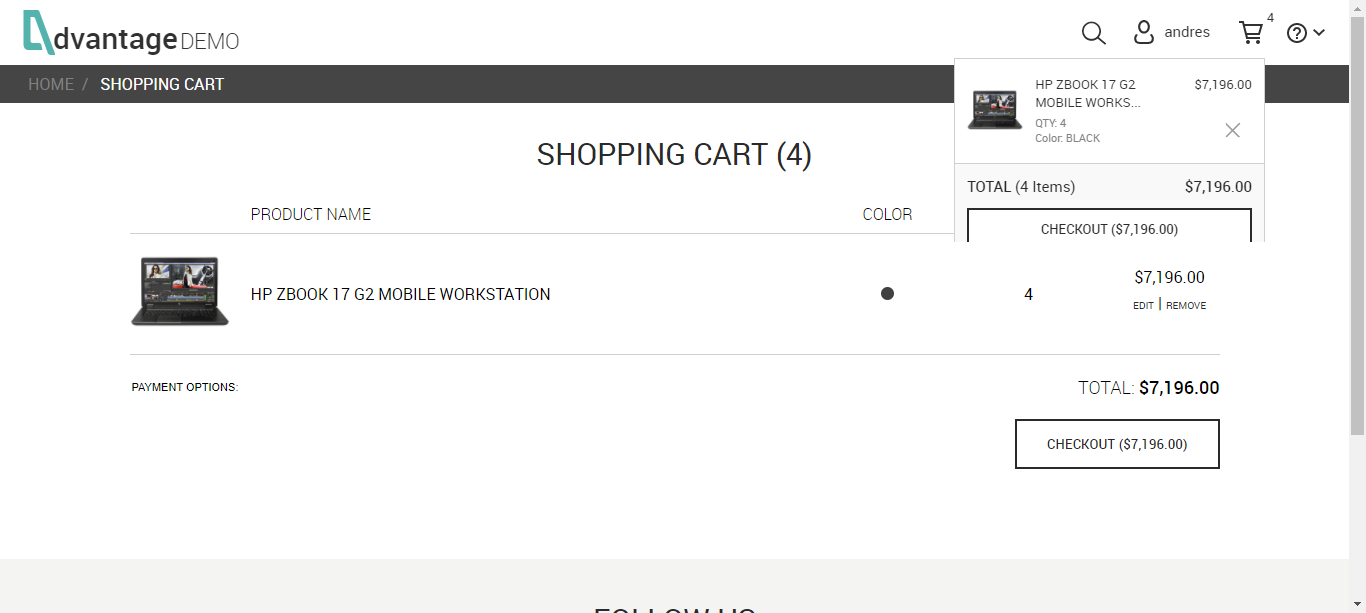 dvantage DEMO
andres
4
HOME / SHOPPING CART
HP ZBOOK 17 G2
MOBILE WORKS...
$7,196.00
QTY: 4
Color: BLACK
TOTAL (4 Items)
$7,196.00
CHECKOUT ($7,196.00)
SHOPPING CART (4)
PRODUCT NAME
COLOR
HP ZBOOK 17 G2 MOBILE WORKSTATION
4
$7,196.00
EDIT | REMOVE
PAYMENT OPTIONS:
TOTAL: $7,196.00
CHECKOUT ($7,196.00)
FOLLOW US